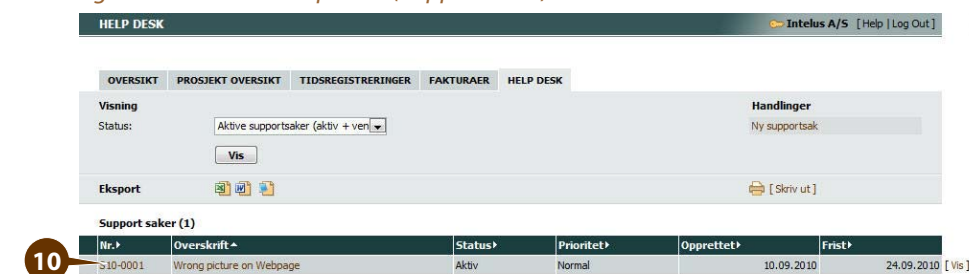 HELP DESK Intelus A/S [ Help | Log Out ]
OVERSIKT PROSJEKT OVERSIKT TIDSREGISTRERINGER FAKTURAER HELP DESK
Visning Handlinger
Status: Aktive supportsaker (aktiv + ven Ny supportsak
Vis
Eksport [ Skriv ut ]
Support saker (1)
Nr. Overskrift Status Prioritet Opprettet Frist
10 S10-0001 Wrong picture on Webpage Aktiv Normal 10.09.2010 24.09.2010 [ Vis ]